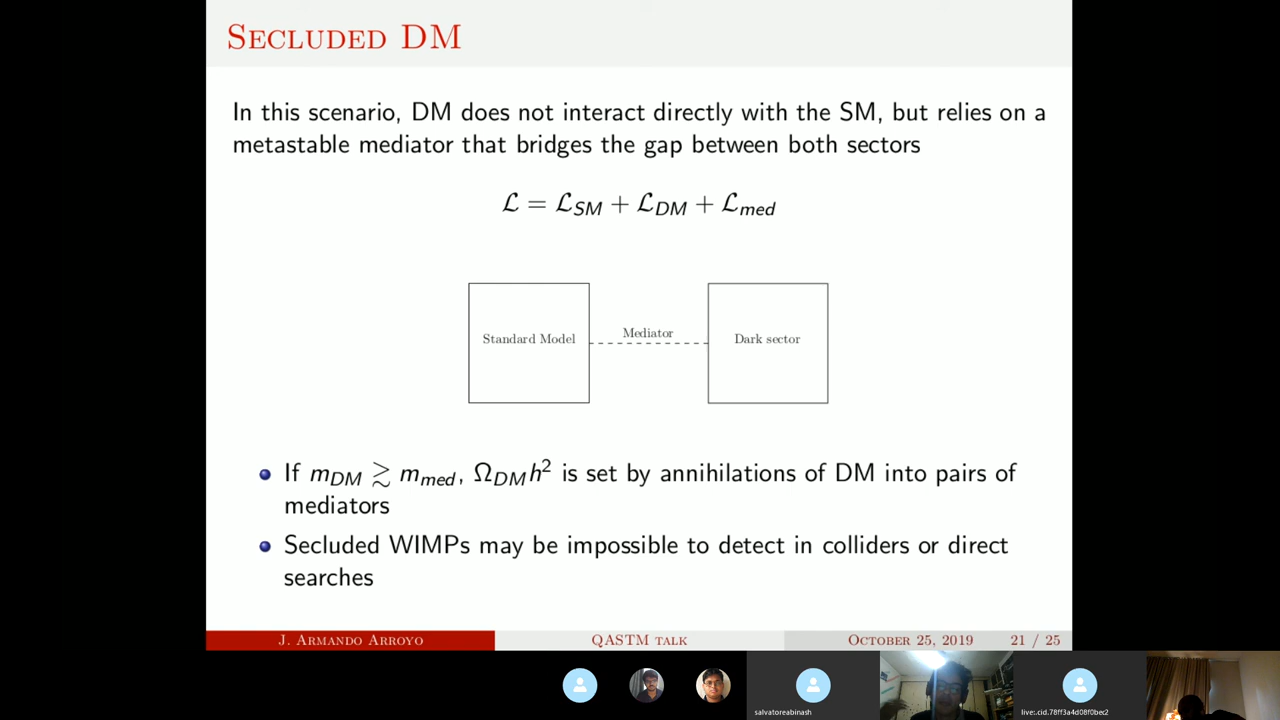 SECLUDED DM
In this scenario, DM does not interact directly with the SM, but relies on a
metastable mediator that bridges the gap between both sectors
ℒ = ℒ_SM + ℒ_DM + ℒ_med
Standard Model
Mediator
Dark sector
If m_DM ≳ m_med, Ω_DM h² is set by annihilations of DM into pairs of
mediators
Secluded WIMPs may be impossible to detect in colliders or direct
searches
J. ARMANDO ARROYO
QASTM TALK
OCTOBER 25, 2019
21 / 25
salvatoreabinash
live:.cid.78ff3a4d08f0bec2